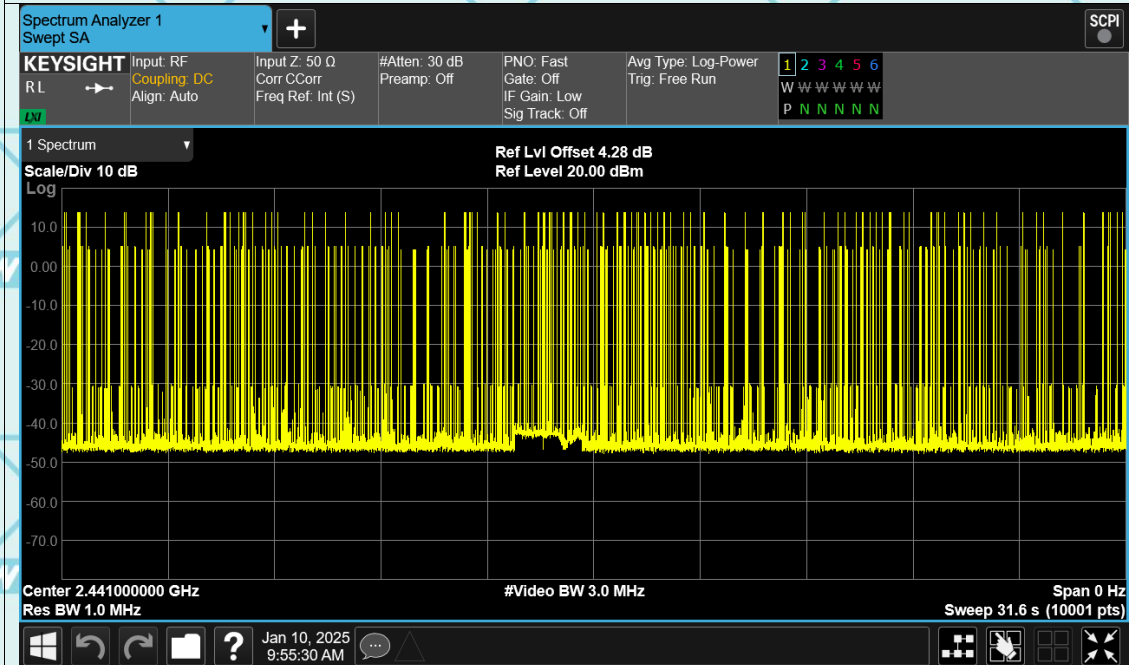 Spectrum Analyzer 1
Swept SA
+
SCPI
KEYSIGHT
RL
LXI
Input: RF
Coupling: DC
Align: Auto
Input Z: 50 Ω
Corr CCorr
Freq Ref: Int (S)
#Atten: 30 dB
Preamp: Off
PNO: Fast
Gate: Off
IF Gain: Low
Sig Track: Off
Avg Type: Log-Power
Trig: Free Run
1 2 3 4 5 6
W W W W W W
P N N N N N
1 Spectrum
Scale/Div 10 dB
Ref Lvl Offset 4.28 dB
Ref Level 20.00 dBm
Log
10.0
0.00
-10.0
-20.0
-30.0
-40.0
-50.0
-60.0
-70.0
Center 2.441000000 GHz
#Video BW 3.0 MHz
Span 0 Hz
Res BW 1.0 MHz
Sweep 31.6 s (10001 pts)
?
Jan 10, 2025
9:55:30 AM